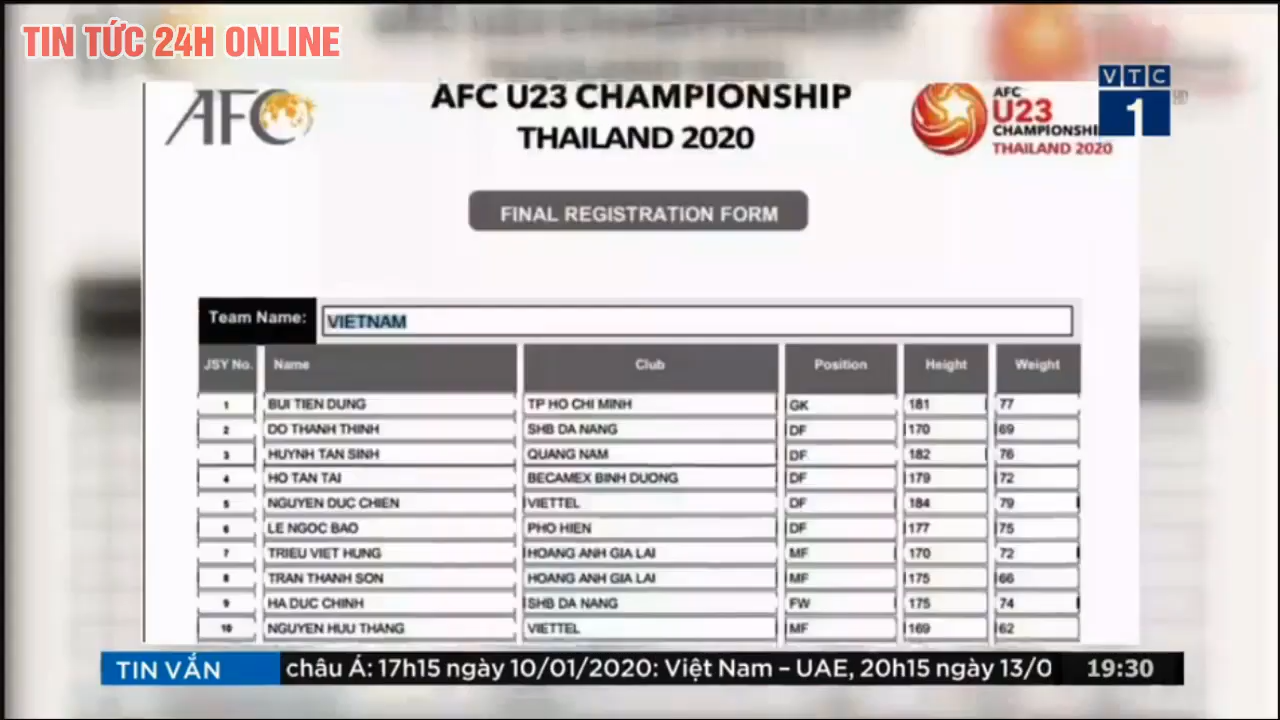 TIN TỨC 24H ONLINE
VTC
1
HD
AFC
AFC U23 CHAMPIONSHIP
THAILAND 2020
AFC
U23
CHAMPIONSHI
THAILAND 2020
FINAL REGISTRATION FORM
Team Name: VIETNAM
JSY No. Name Club Position Height Weight
1 BUI TIEN DUNG TP HO CHI MINH GK 181 77
2 DO THANH THINH SHB DA NANG DF 170 69
3 HUYNH TAN SINH QUANG NAM DF 182 76
4 HO TAN TAI BECAMEX BINH DUONG DF 179 72
5 NGUYEN DUC CHIEN VIETTEL DF 184 79
6 LE NGOC BAO PHO HIEN DF 177 75
7 TRIEU VIET HUNG HOANG ANH GIA LAI MF 170 72
8 TRAN THANH SON HOANG ANH GIA LAI MF 175 66
9 HA DUC CHINH SHB DA NANG FW 175 74
10 NGUYEN HUU THANG VIETTEL MF 169 62
TIN VẮN châu Á: 17h15 ngày 10/01/2020: Việt Nam – UAE, 20h15 ngày 13/0 19:30